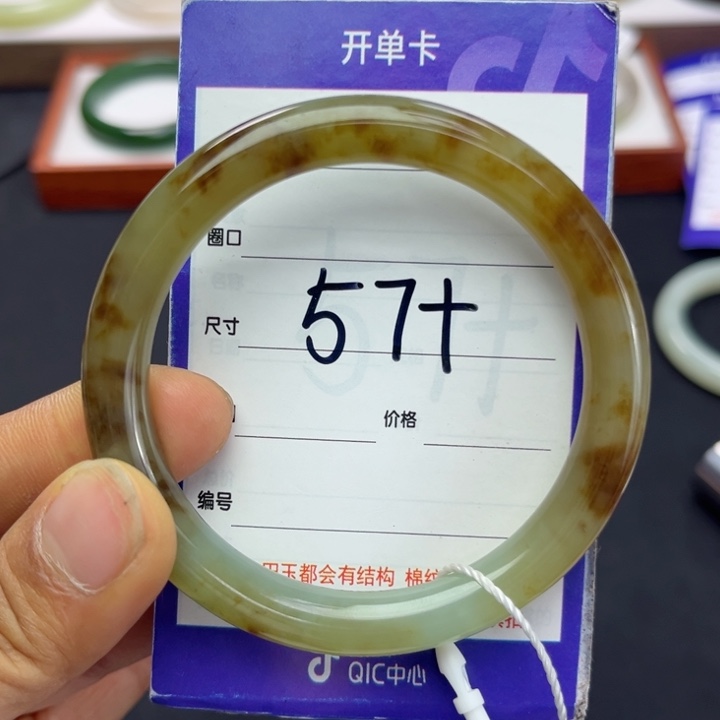 开单卡
圈口
尺寸
57+
价格
编号
玉都会有结构 棉纹
QIC中心